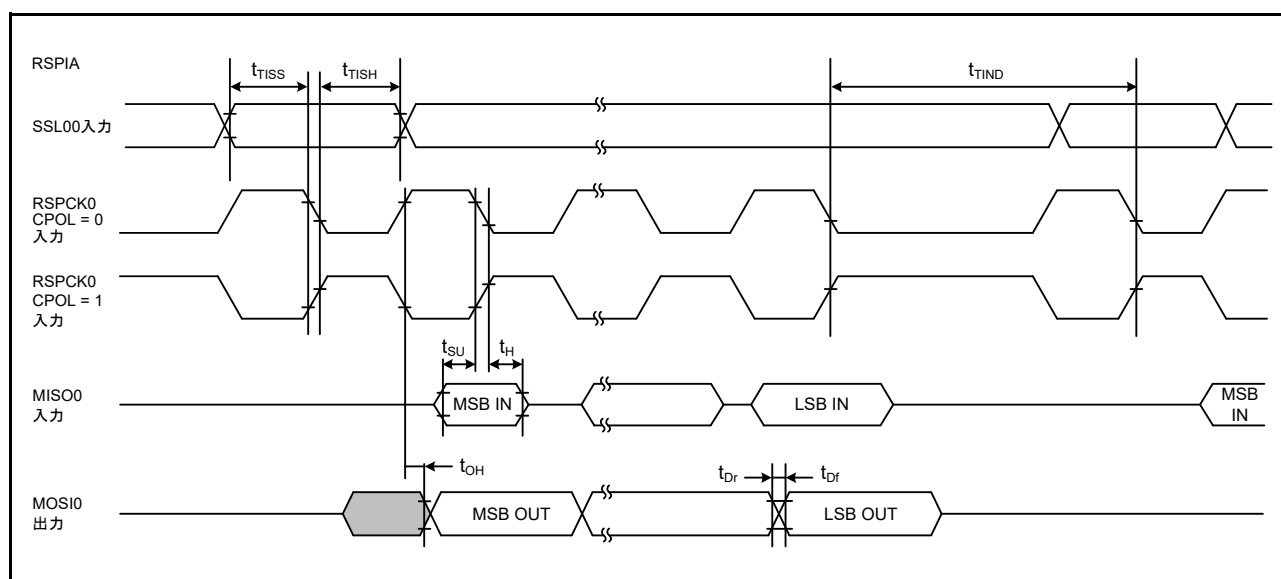 RSPIA
tTISS
tTISH
tTIND
SSL00入力
RSPCK0
CPOL = 0
入力
RSPCK0
CPOL = 1
入力
tSU
tH
MISO0
入力
MSB IN
LSB IN
MSB
IN
tOH
tDr
tDf
MOSI0
出力
MSB OUT
LSB OUT